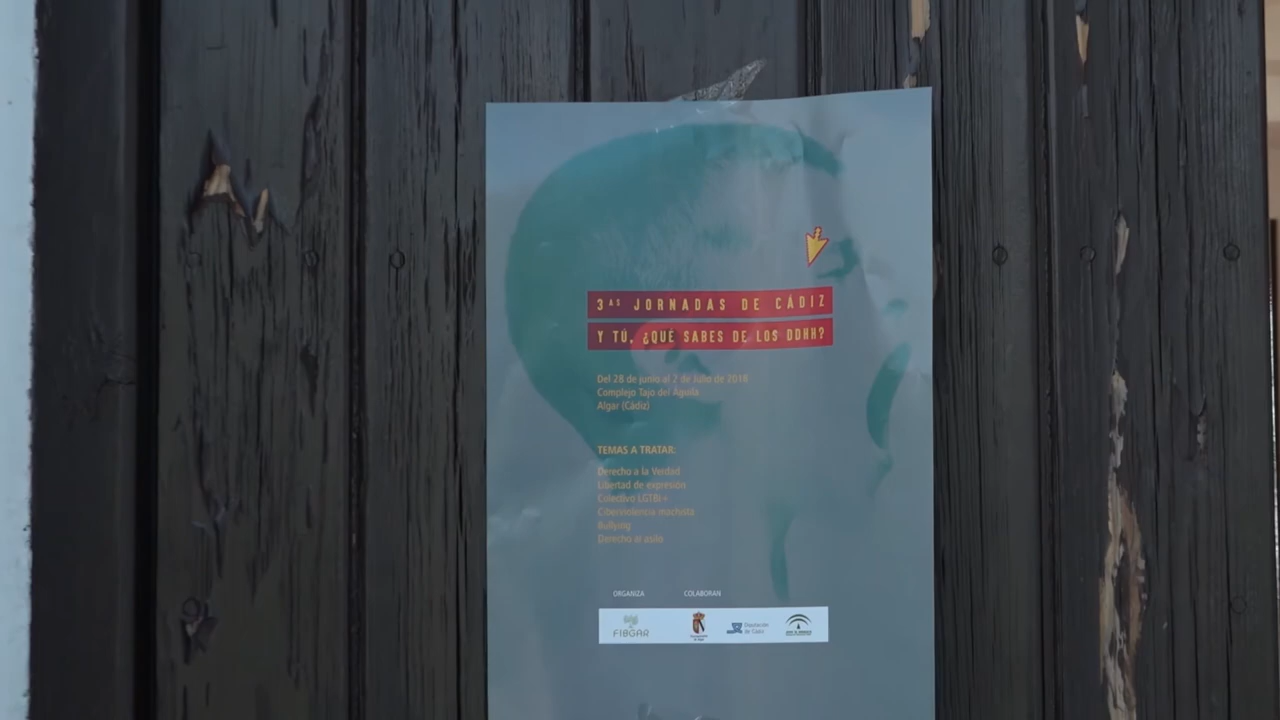 3as JORNADAS DE CÁDIZ
Y TÚ, ¿QUÉ SABES DE LOS DDHH?
Del 28 de junio al 2 de Julio de 2018
Complejo Tajo del Águila
Algar (Cádiz)
TEMAS A TRATAR:
Derecho a la Verdad
Libertad de expresión
Colectivo LGTBI+
Ciberviolencia machista
Bullying
Derecho al asilo
ORGANIZA
COLABORAN
FIBGAR
Diputación
de Cádiz